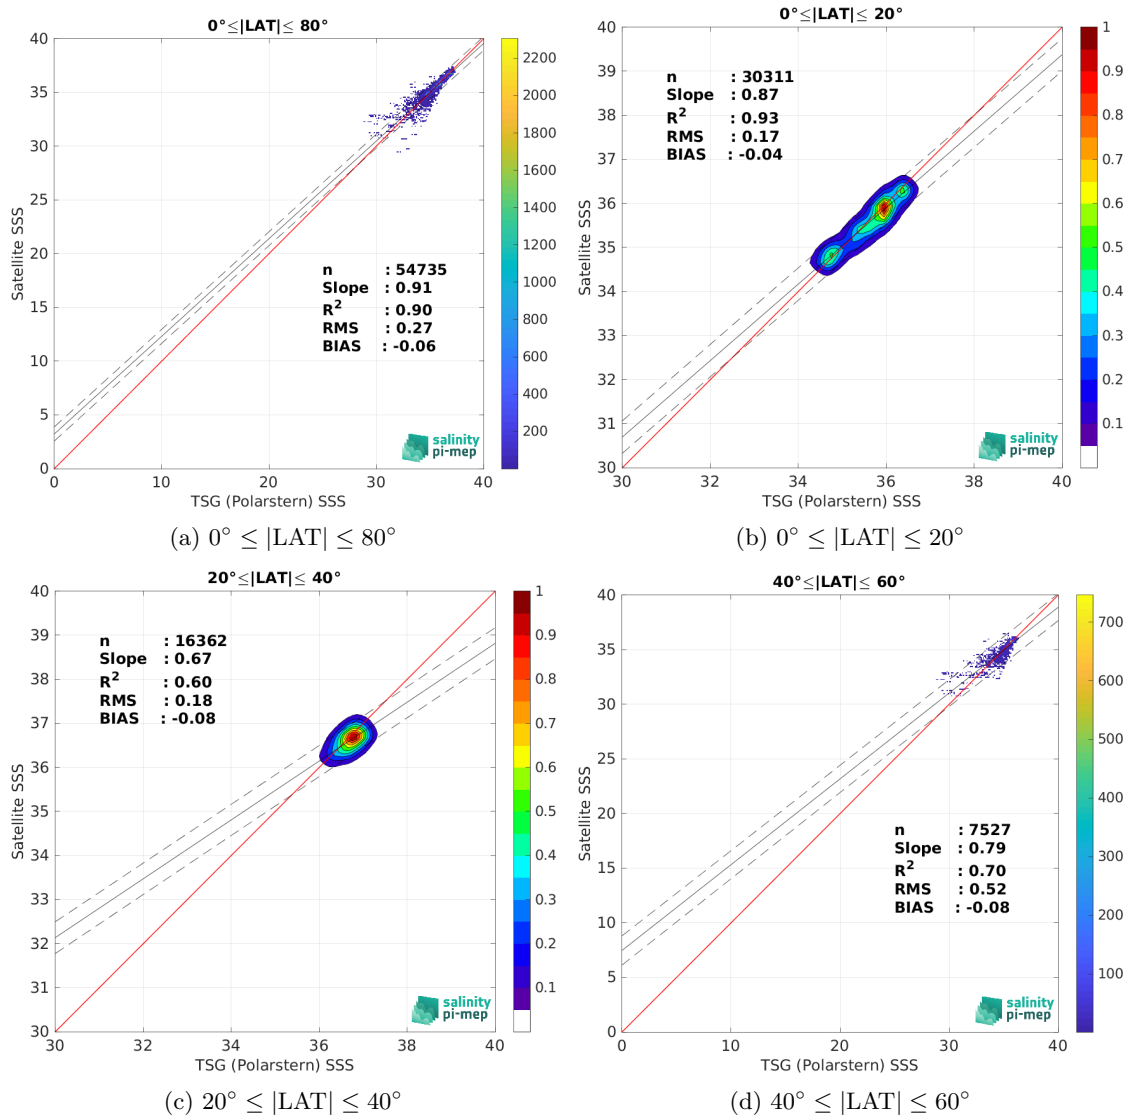 0°≤|LAT|≤ 80°
40
35
30
25
20
15
10
5
0
Satellite SSS
n : 54735
Slope : 0.91
R² : 0.90
RMS : 0.27
BIAS : -0.06
salinity
pi-mep
0 10 20 30 40
TSG (Polarstern) SSS
2200
2000
1800
1600
1400
1200
1000
800
600
400
200
(a) 0° ≤ |LAT| ≤ 80°
0°≤|LAT|≤ 20°
40
39
38
37
36
35
34
33
32
31
30
Satellite SSS
n : 30311
Slope : 0.87
R² : 0.93
RMS : 0.17
BIAS : -0.04
salinity
pi-mep
30 32 34 36 38 40
TSG (Polarstern) SSS
1
0.9
0.8
0.7
0.6
0.5
0.4
0.3
0.2
0.1
(b) 0° ≤ |LAT| ≤ 20°
20°≤|LAT|≤ 40°
40
39
38
37
36
35
34
33
32
31
30
Satellite SSS
n : 16362
Slope : 0.67
R² : 0.60
RMS : 0.18
BIAS : -0.08
salinity
pi-mep
30 32 34 36 38 40
TSG (Polarstern) SSS
1
0.9
0.8
0.7
0.6
0.5
0.4
0.3
0.2
0.1
(c) 20° ≤ |LAT| ≤ 40°
40°≤|LAT|≤ 60°
40
35
30
25
20
15
10
5
0
Satellite SSS
n : 7527
Slope : 0.79
R² : 0.70
RMS : 0.52
BIAS : -0.08
salinity
pi-mep
0 10 20 30 40
TSG (Polarstern) SSS
700
600
500
400
300
200
100
(d) 40° ≤ |LAT| ≤ 60°